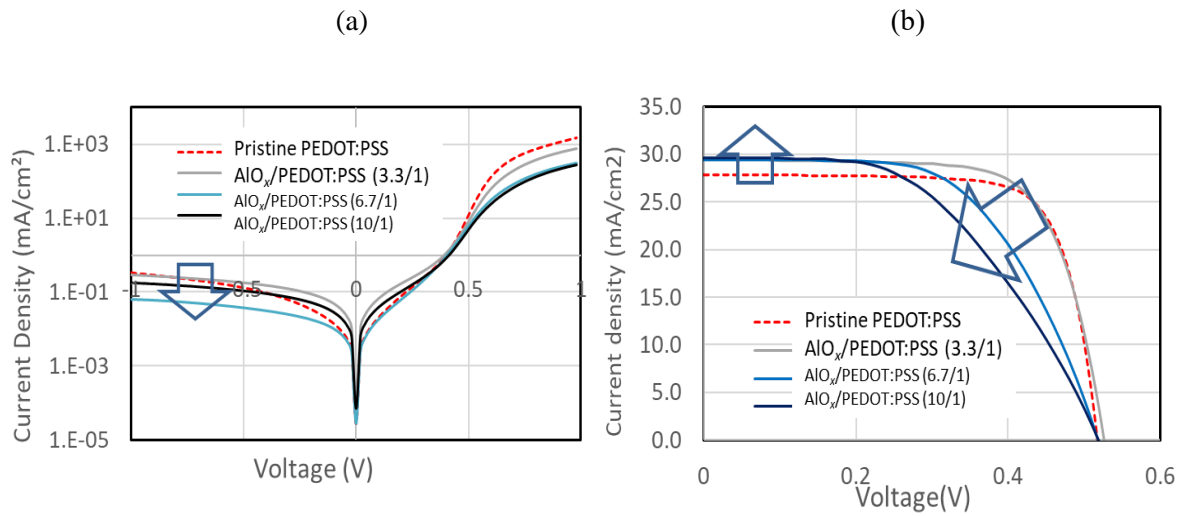 (a)
1.E+03
1.E+01
1.E-01
1.E-03
1.E-05
Current Density (mA/cm²)
Pristine PEDOT:PSS
AlOₓ/PEDOT:PSS (3.3/1)
AlOₓ/PEDOT:PSS (6.7/1)
AlOₓ/PEDOT:PSS (10/1)
0
0.5
1
Voltage (V)
(b)
35.0
30.0
25.0
20.0
15.0
10.0
5.0
0.0
Current density (mA/cm2)
Pristine PEDOT:PSS
AlOₓ/PEDOT:PSS (3.3/1)
AlOₓ/PEDOT:PSS (6.7/1)
AlOₓ/PEDOT:PSS (10/1)
0
0.2
0.4
0.6
Voltage(V)